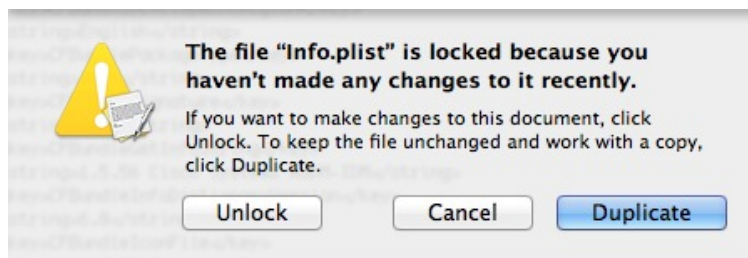 The file “Info.plist” is locked because you
haven't made any changes to it recently.
If you want to make changes to this document, click
Unlock. To keep the file unchanged and work with a copy,
click Duplicate.
Unlock
Cancel
Duplicate